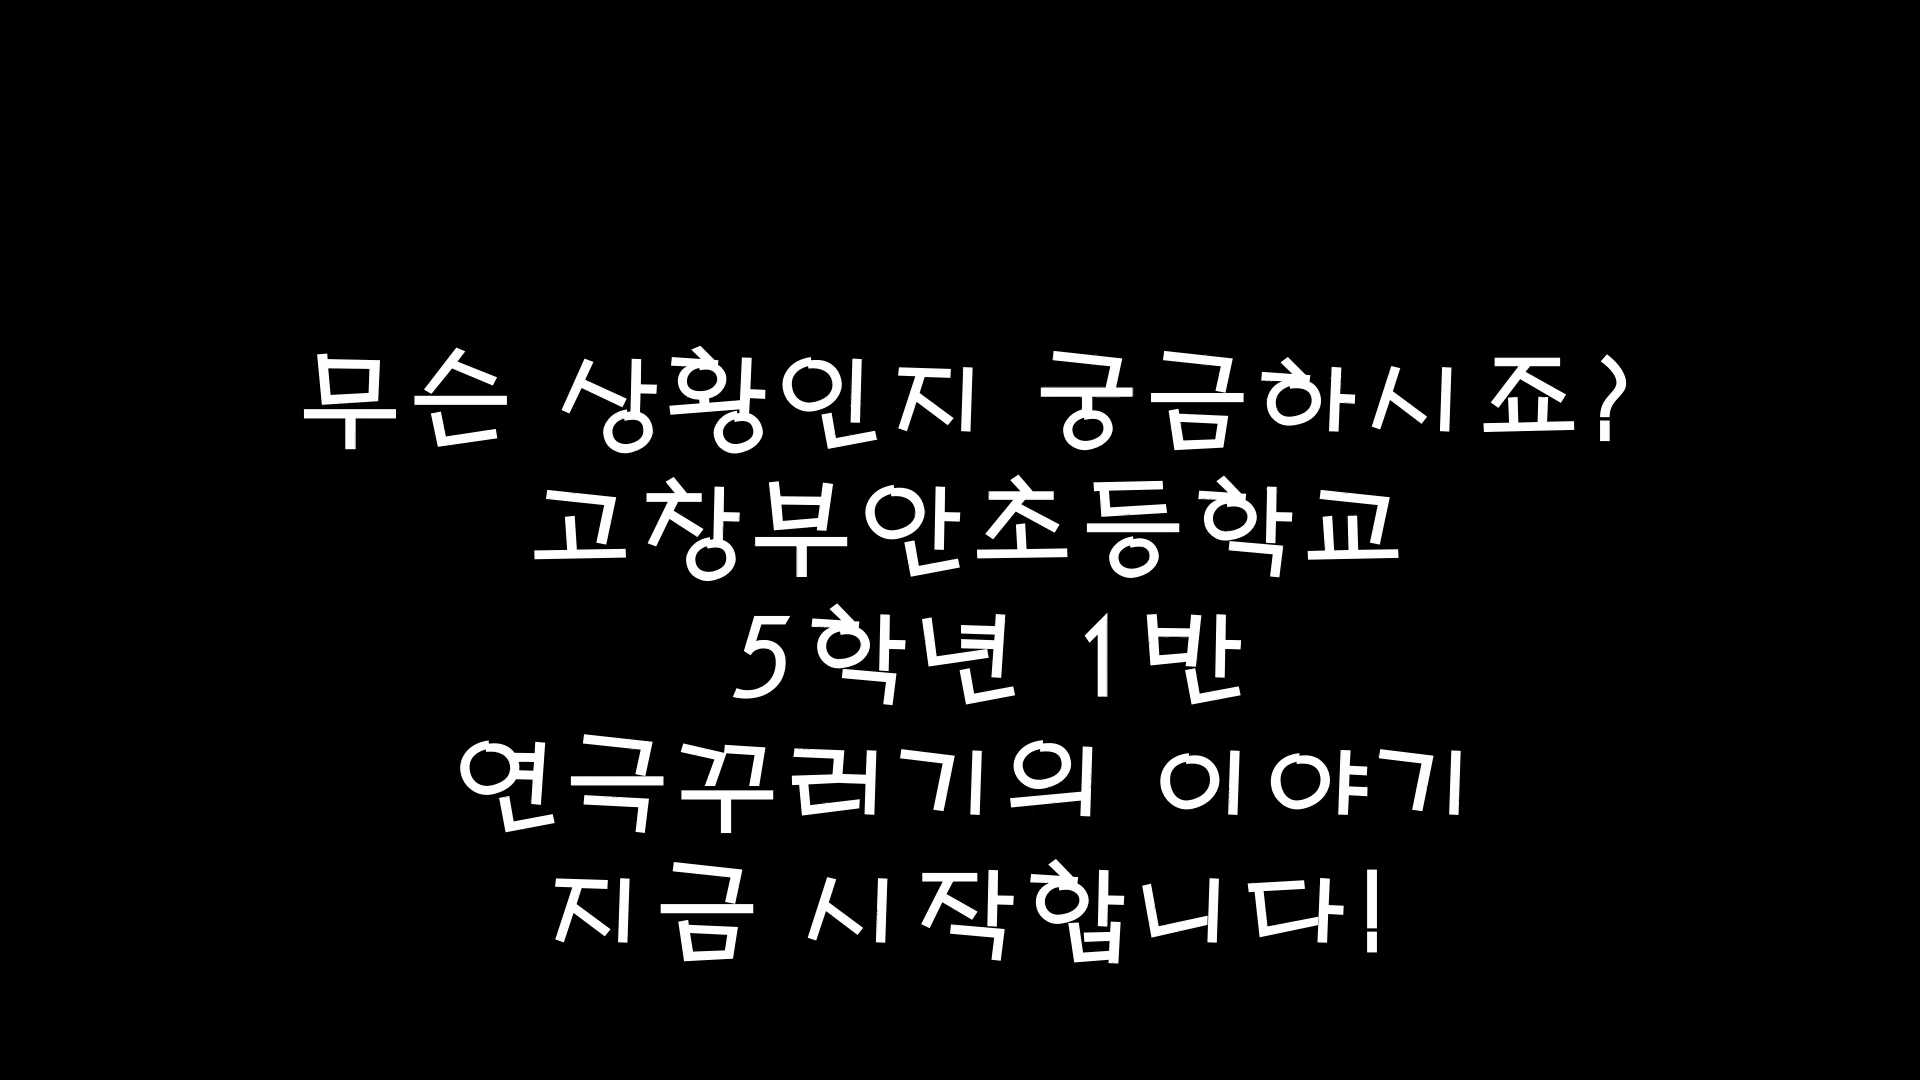 무슨 상황인지 궁금하시죠?
고창부안초등학교
5학년 1반
연극꾸러기의 이야기
지금 시작합니다!